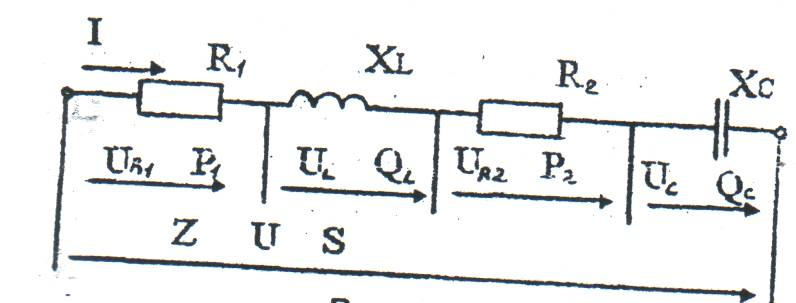 I R₁ XL R₂ XC
UR1 P1 UL QL UR2 P2 UC QC
Z U S